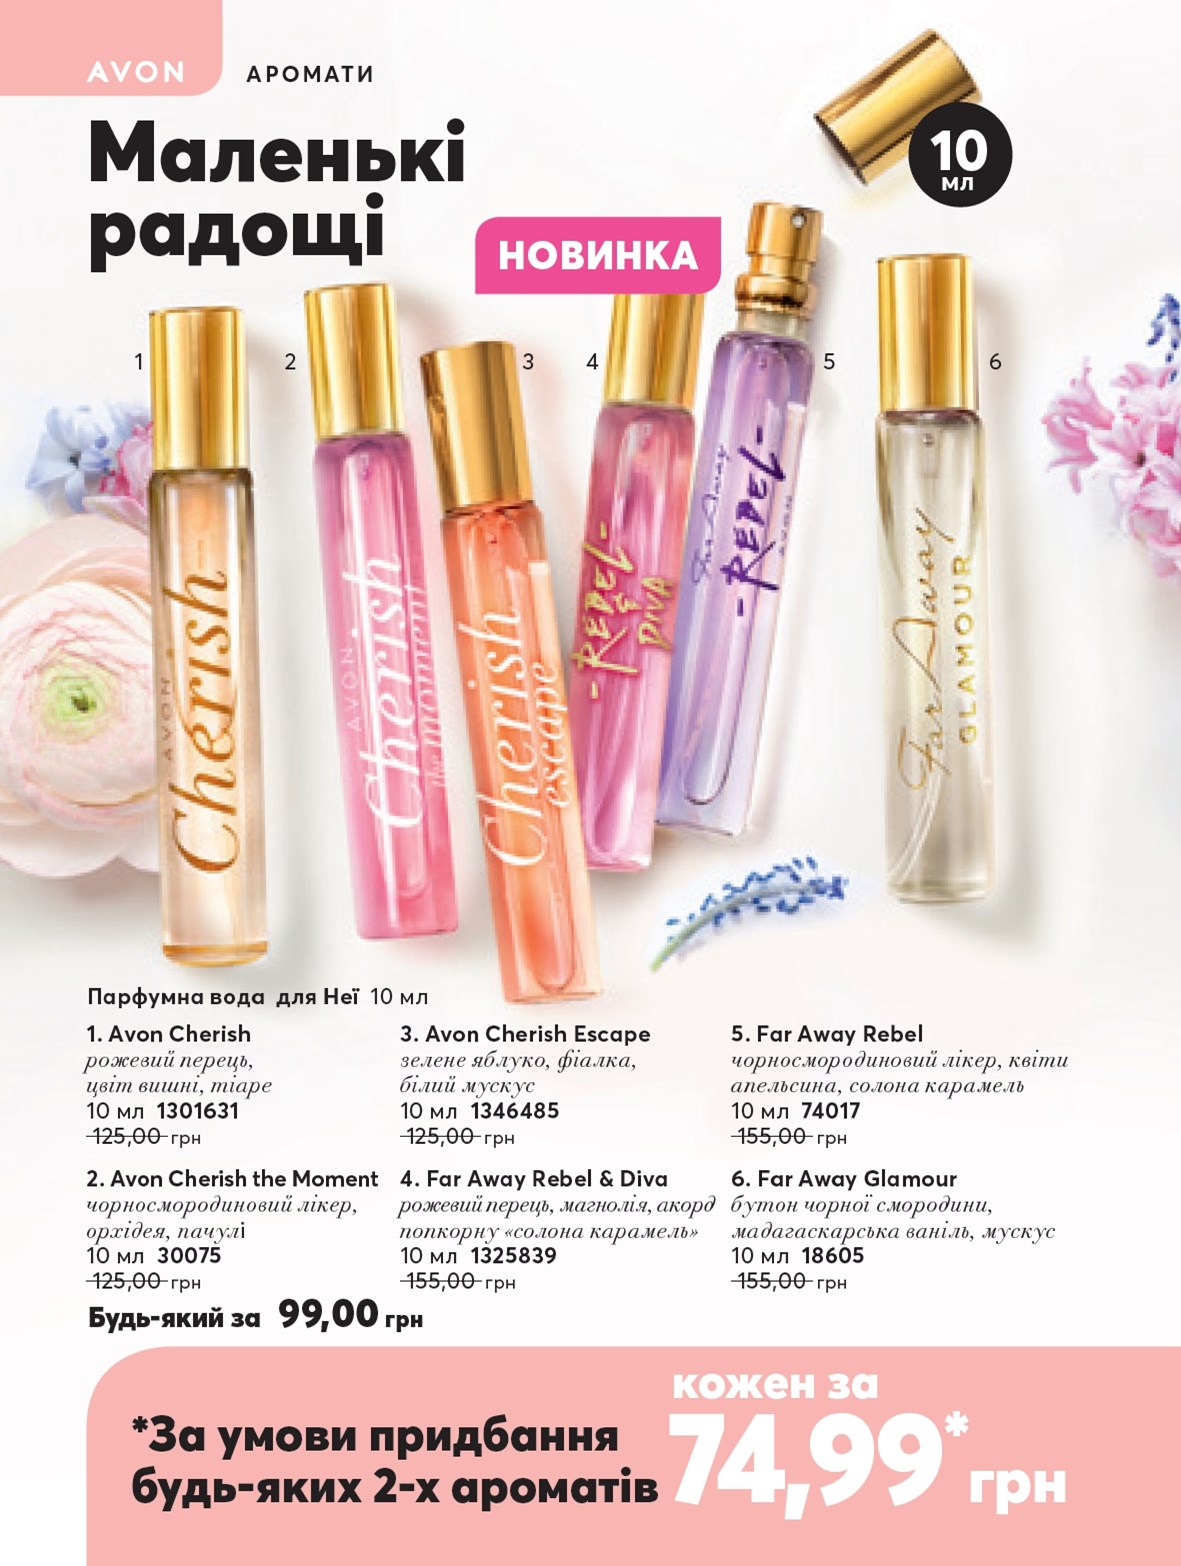 AVON
АРОМАТИ
Маленькі
радощі
10
МЛ
НОВИНКА
1
2
3
4
5
6
AVON
Cherish
AVON
Cherish
the moment
Cherish
escape
- REBEL -
&
DIVA
Far Away
- REBEL -
AVON
Far Away
GLAMOUR
Парфумна вода для Неї 10 мл
1. Avon Cherish
рожевий перець,
цвіт вишні, тіаре
10 мл 1301631
125,00 грн
2. Avon Cherish the Moment
чорносмородиновий лікер,
орхідея, пачулі
10 мл 30075
125,00 грн
3. Avon Cherish Escape
зелене яблуко, фіалка,
білий мускус
10 мл 1346485
125,00 грн
4. Far Away Rebel & Diva
рожевий перець, магнолія, акорд
попкорну «солона карамель»
10 мл 1325839
155,00 грн
5. Far Away Rebel
чорносмородиновий лікер, квіти
апельсина, солона карамель
10 мл 74017
155,00 грн
6. Far Away Glamour
бутон чорної смородини,
мадагаскарська ваніль, мускус
10 мл 18605
155,00 грн
Будь-який за 99,00 грн
*За умови придбання
будь-яких 2-х ароматів
кожен за
74,99* грн